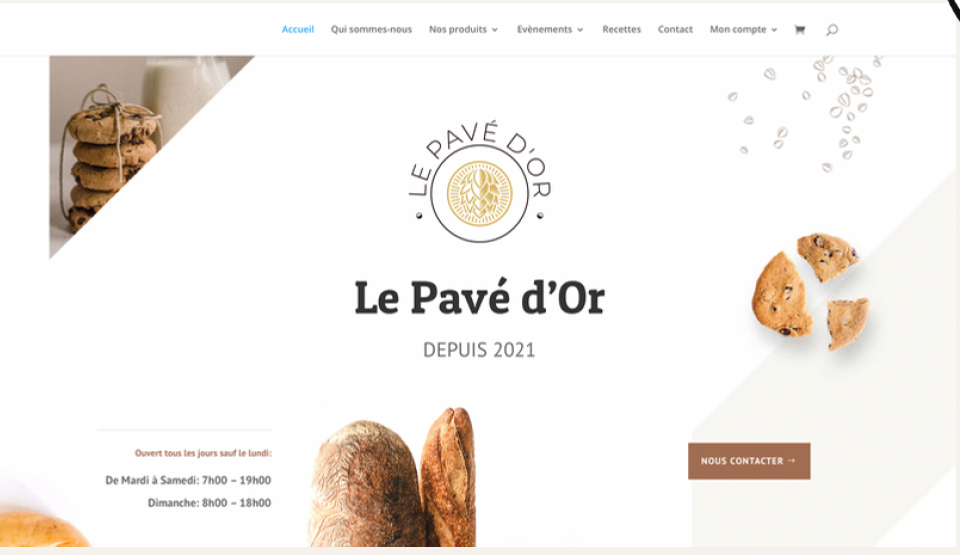 Accueil Qui sommes-nous Nos produits Evènements Recettes Contact Mon compte
LE PAVÉ D'OR
Le Pavé d’Or
DEPUIS 2021
Ouvert tous les jours sauf le lundi:
De Mardi à Samedi: 7h00 – 19h00
Dimanche: 8h00 – 18h00
NOUS CONTACTER →